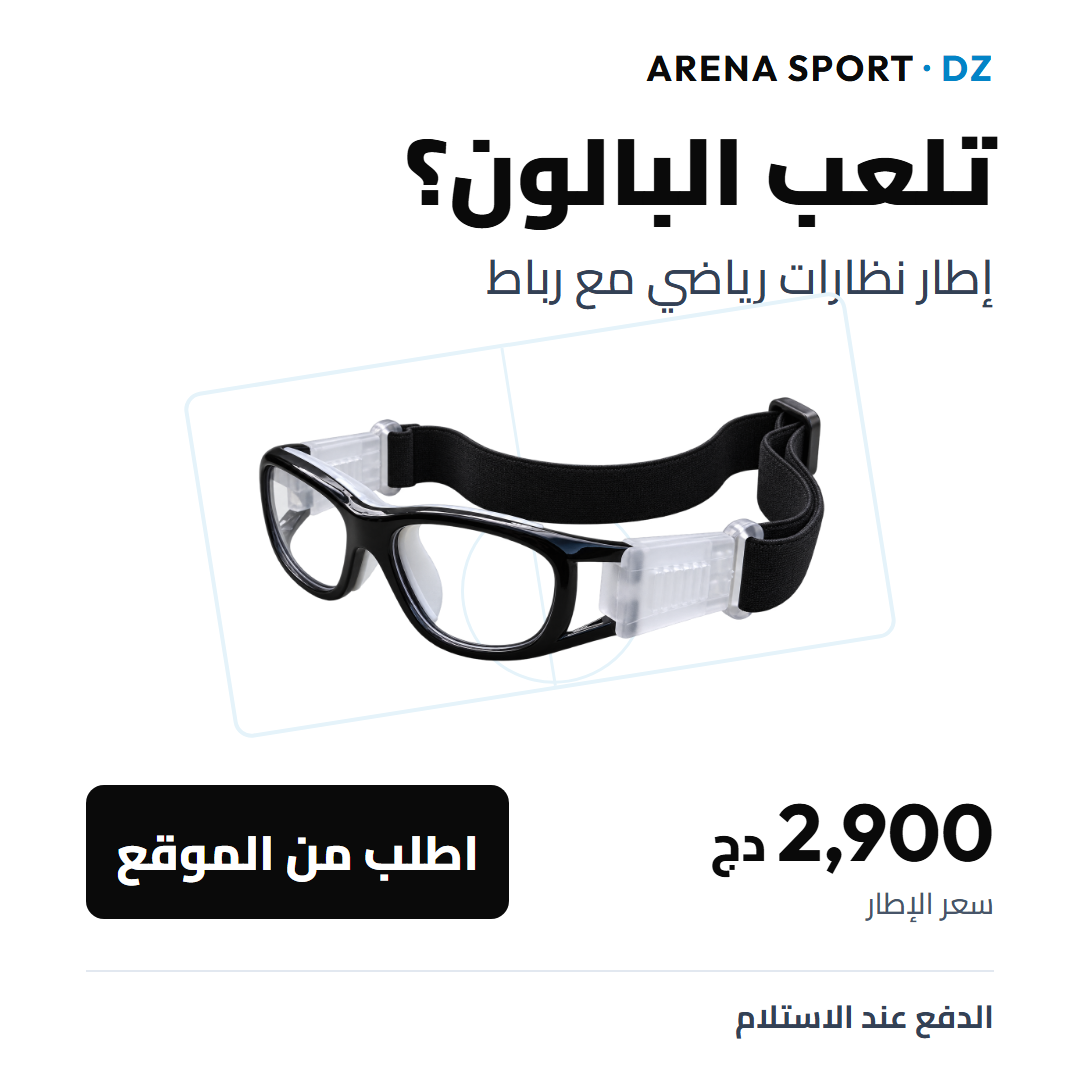 ARENA SPORT · DZ
تلعب البالون؟
إطار نظارات رياضي مع رباط
2,900 دج
سعر الإطار
اطلب من الموقع
الدفع عند الاستلام